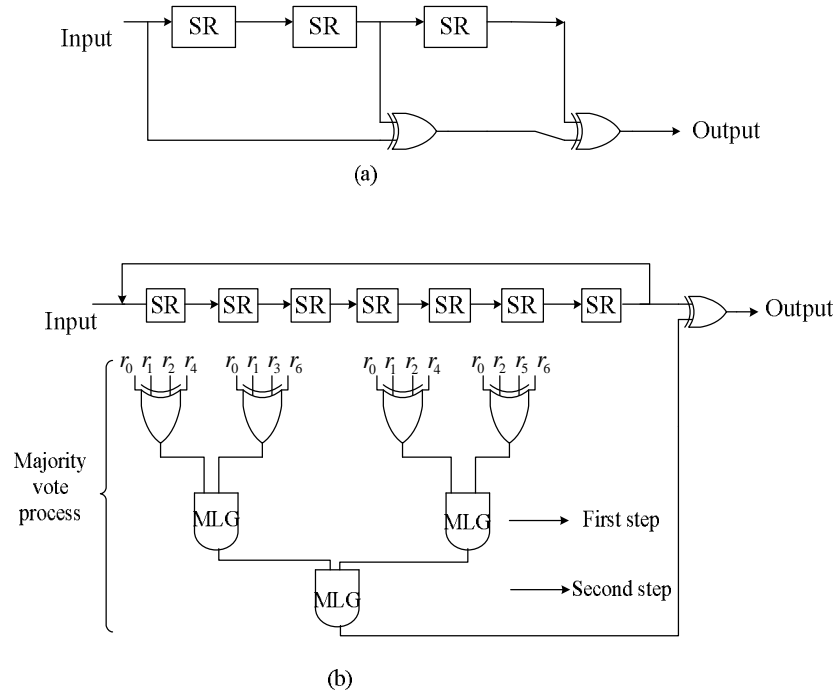 SR SR SR
Input
Output
(a)
SR SR SR SR SR SR SR
Input
Output
r0 r1 r2 r4 r0 r1 r3 r6 r0 r1 r2 r4 r0 r2 r5 r6
Majority
vote
process
MLG MLG
First step
MLG
Second step
(b)